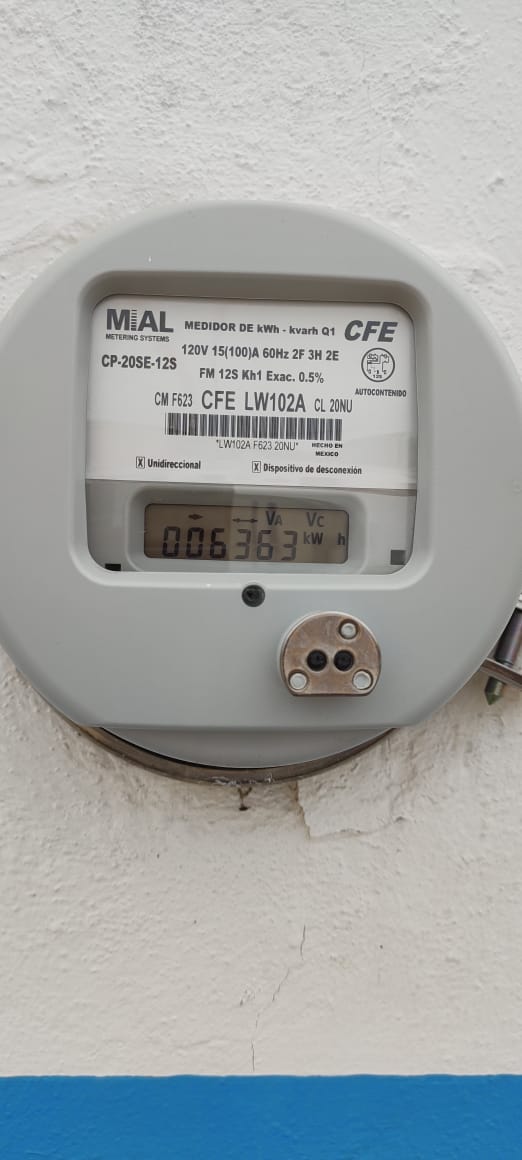 MIAL
METERING SYSTEMS
MEDIDOR DE kWh - kvarh Q1
CFE
CP-20SE-12S
120V 15(100)A 60Hz 2F 3H 2E
FM 12S Kh1 Exac. 0.5%
AUTOCONTENIDO
CM F623 CFE LW102A CL 20NU
*LW102A F623 20NU*
HECHO EN
MEXICO
X Unidireccional
X Dispositivo de desconexión
VA VC
006363 kW h